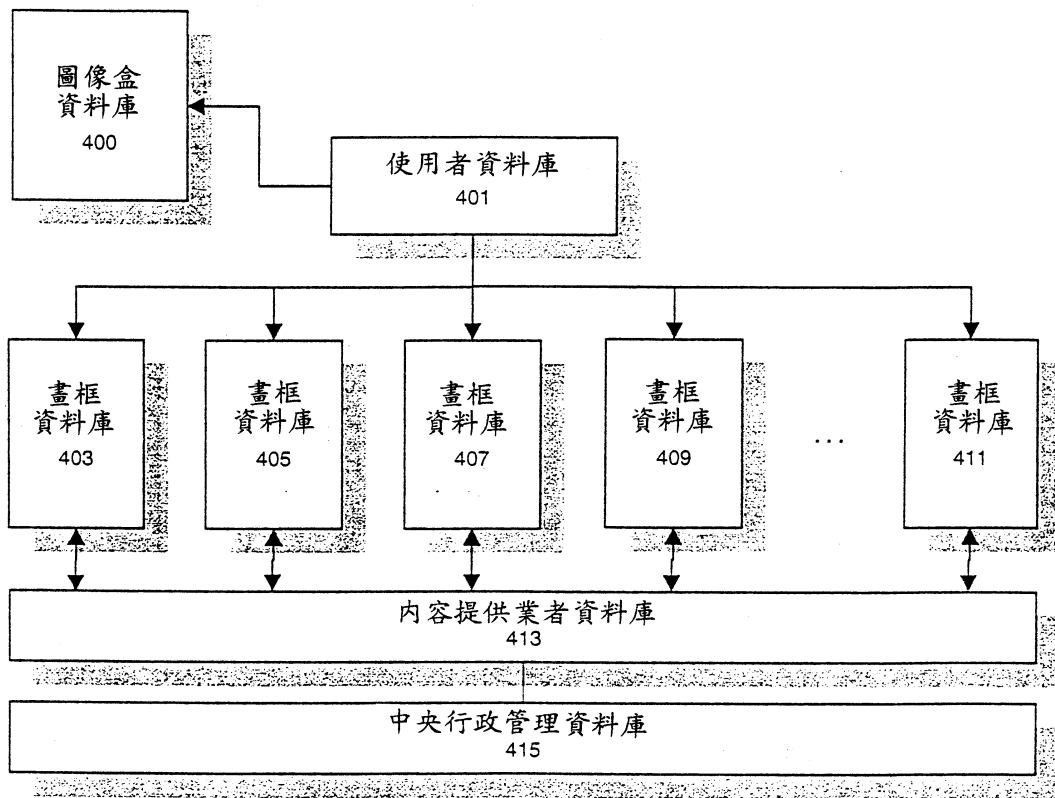 圖像盒
資料庫
400
使用者資料庫
401
畫框
資料庫
403
畫框
資料庫
405
畫框
資料庫
407
畫框
資料庫
409
...
畫框
資料庫
411
內容提供業者資料庫
413
中央行政管理資料庫
415